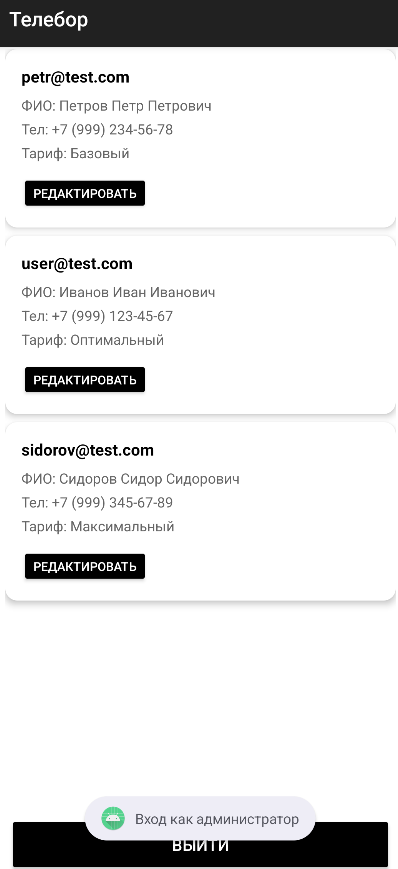 Телебор
petr@test.com
ФИО: Петров Петр Петрович
Тел: +7 (999) 234-56-78
Тариф: Базовый
РЕДАКТИРОВАТЬ
user@test.com
ФИО: Иванов Иван Иванович
Тел: +7 (999) 123-45-67
Тариф: Оптимальный
РЕДАКТИРОВАТЬ
sidorov@test.com
ФИО: Сидоров Сидор Сидорович
Тел: +7 (999) 345-67-89
Тариф: Максимальный
РЕДАКТИРОВАТЬ
Вход как администратор
ВЫЙТИ